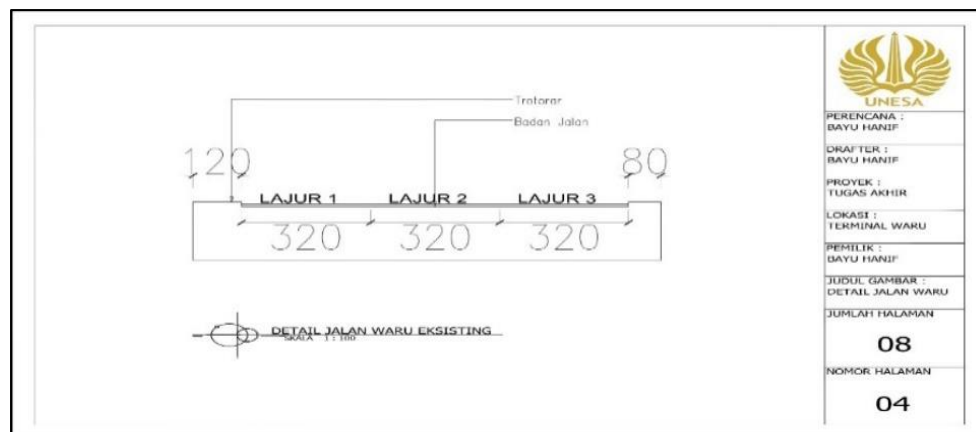 Trotorar
Badan Jalan
120
80
LAJUR 1
LAJUR 2
LAJUR 3
320
320
320
DETAIL JALAN WARU EKSISTING
SKALA 1 : 100
UNESA
PERENCANA :
BAYU HANIF
DRAFTER :
BAYU HANIF
PROYEK :
TUGAS AKHIR
LOKASI :
TERMINAL WARU
PEMILIK :
BAYU HANIF
JUDUL GAMBAR :
DETAIL JALAN WARU
JUMLAH HALAMAN
08
NOMOR HALAMAN
04